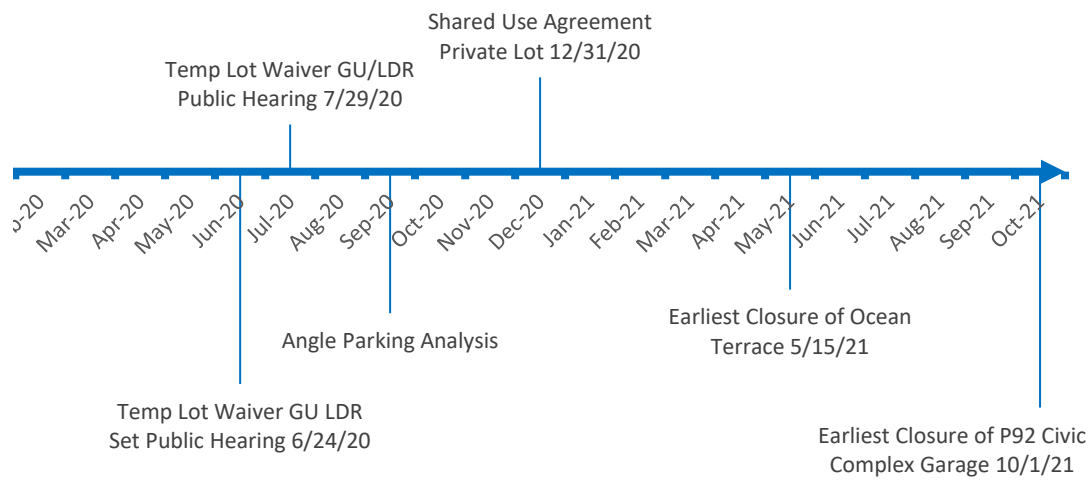 Shared Use Agreement
Private Lot 12/31/20
Temp Lot Waiver GU/LDR
Public Hearing 7/29/20
Mar-20
Apr-20
May-20
Jun-20
Jul-20
Aug-20
Sep-20
Oct-20
Nov-20
Dec-20
Jan-21
Feb-21
Mar-21
Apr-21
May-21
Jun-21
Jul-21
Aug-21
Sep-21
Oct-21
Angle Parking Analysis
Earliest Closure of Ocean
Terrace 5/15/21
Temp Lot Waiver GU LDR
Set Public Hearing 6/24/20
Earliest Closure of P92 Civic
Complex Garage 10/1/21